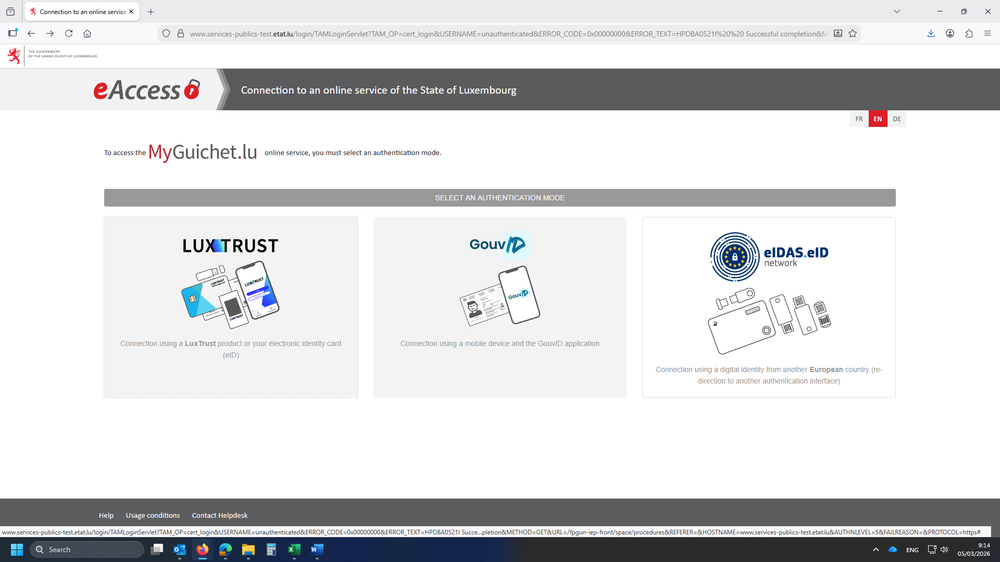 Connection to an online service
www.services-publics-test.etat.lu/login/TAMLoginServlet?TAM_OP=cert_login&USERNAME=unauthenticated&ERROR_CODE=0x00000000&ERROR_TEXT=HPDBA0521I%20%20 Successful completion&M
THE GOVERNMENT
OF THE GRAND DUCHY OF LUXEMBOURG
eAccess
Connection to an online service of the State of Luxembourg
FR EN DE
To access the MyGuichet.lu online service, you must select an authentication mode.
SELECT AN AUTHENTICATION MODE
LUXTRUST
LUXTRUST
LUXTRUST
LUXTRUST
Connection using a LuxTrust product or your electronic identity card
(eID)
GouvID
GouvID
Connection using a mobile device and the GouvID application
eIDAS.eID
network
012345
Connection using a digital identity from another European country (re-
direction to another authentication interface)
Help Usage conditions Contact Helpdesk
www.services-publics-test.etat.lu/login/TAMLoginServlet?TAM_OP=cert_login&USERNAME=unauthenticated&ERROR_CODE=0x00000000&ERROR_TEXT=HPDBA0521I Succe...pletion&METHOD=GET&URL=/fpgun-iep-front/space/procedures&REFERER=&HOSTNAME=www.services-publics-test.etat.lu&AUTHNLEVEL=5&FAILREASON=&PROTOCOL=https#
Search
ENG
9:14
05/03/2026